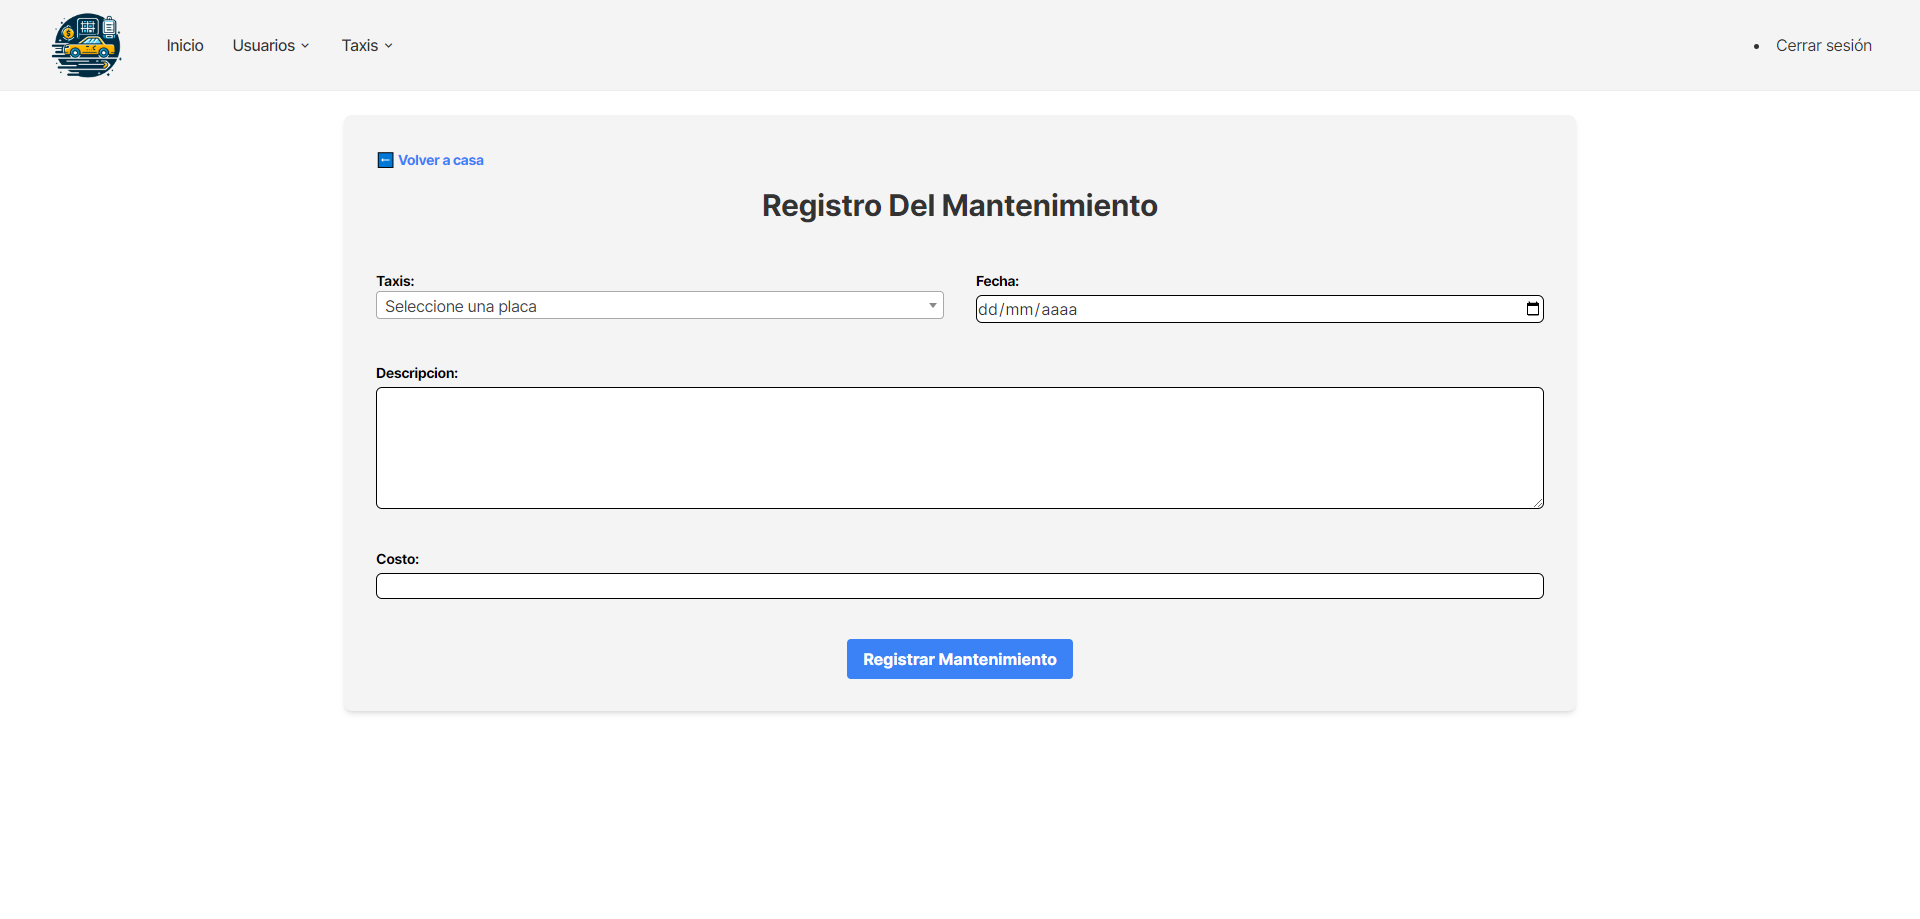 Inicio Usuarios Taxis • Cerrar sesión
Volver a casa
Registro Del Mantenimiento
Taxis: Fecha:
Seleccione una placa dd/mm/aaaa
Descripcion:
Costo:
Registrar Mantenimiento